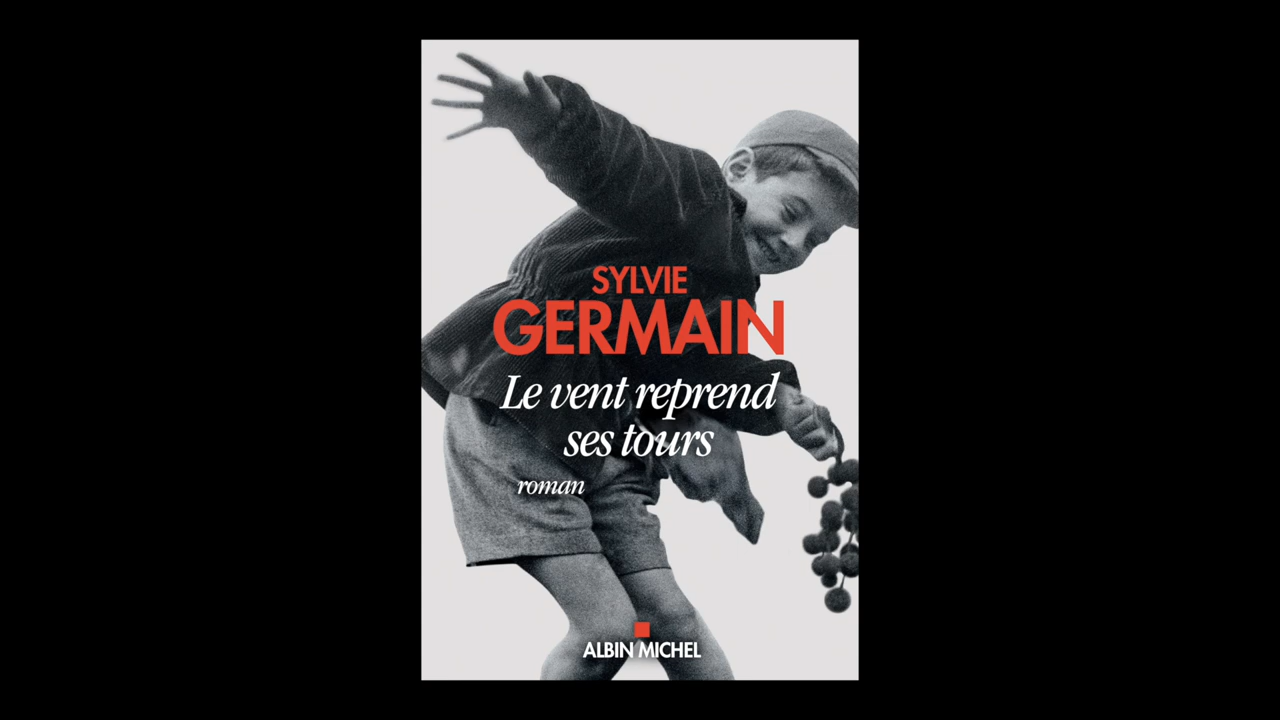 SYLVIE
GERMAIN
Le vent reprend
ses tours
roman
ALBIN MICHEL